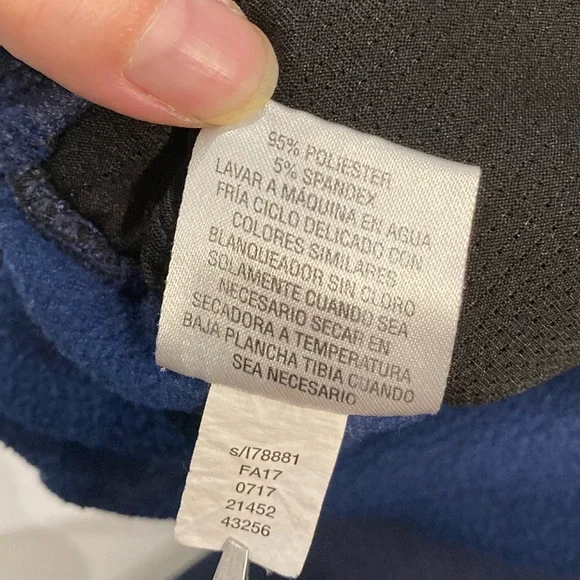 95% POLIESTER
5% SPANDEX
LAVAR A MÁQUINA EN AGUA
FRÍA CICLO DELICADO CON
COLORES SIMILARES
BLANQUEADOR SIN CLORO
SOLAMENTE CUANDO SEA
NECESARIO SECAR EN
SECADORA A TEMPERATURA
BAJA PLANCHA TIBIA CUANDO
SEA NECESARIO
s/I78881
FA17
0717
21452
43256